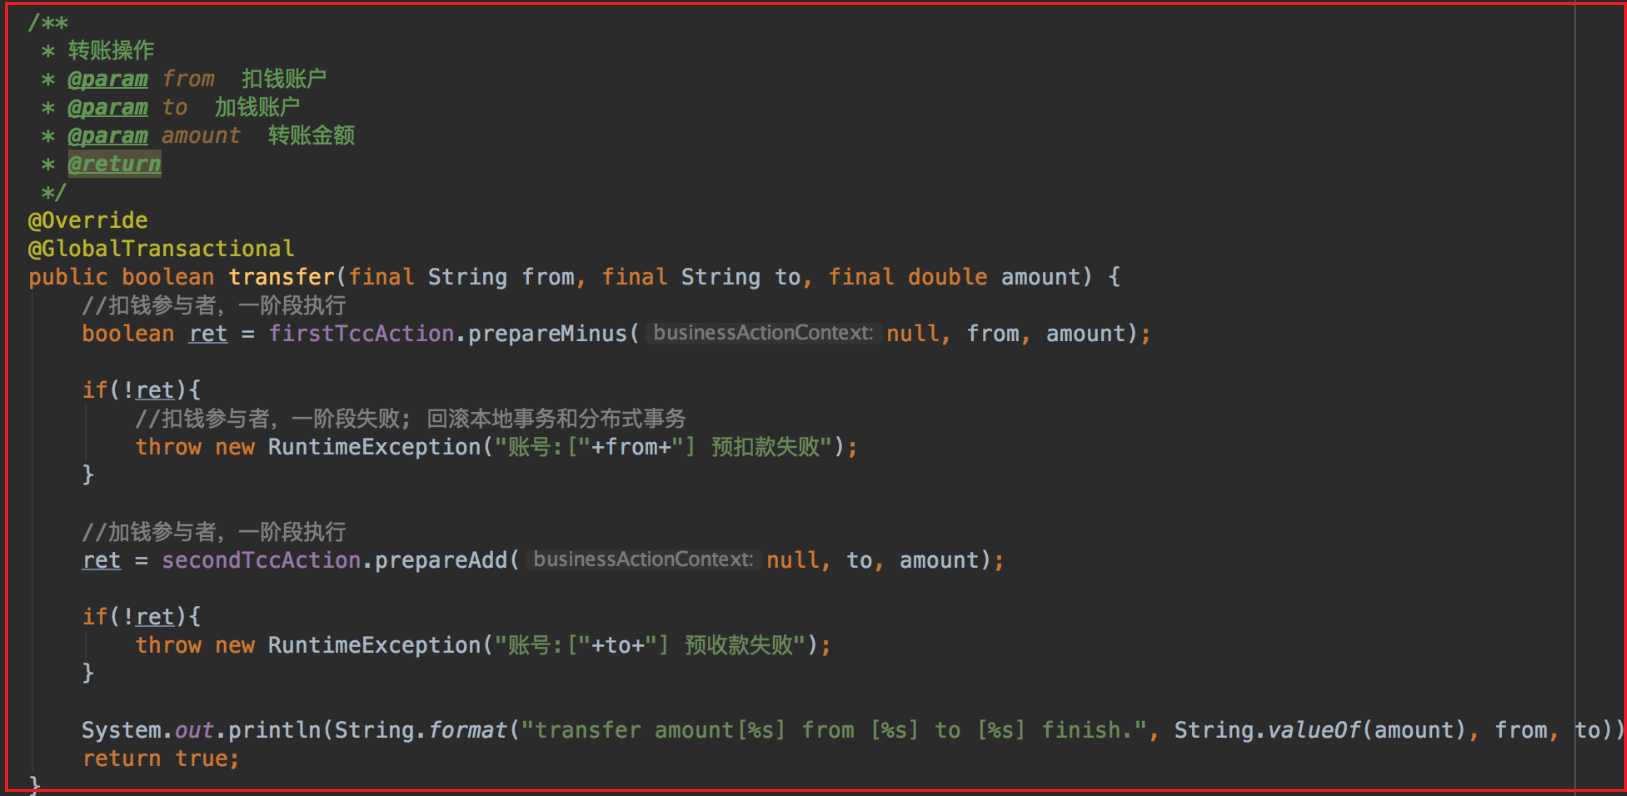 /**
* 转账操作
* @param from 扣钱账户
* @param to 加钱账户
* @param amount 转账金额
* @return
*/
@Override
@GlobalTransactional
public boolean transfer(final String from, final String to, final double amount) {
//扣钱参与者，一阶段执行
boolean ret = firstTccAction.prepareMinus( businessActionContext: null, from, amount);
if(!ret){
//扣钱参与者，一阶段失败; 回滚本地事务和分布式事务
throw new RuntimeException("账号:["+from+"] 预扣款失败");
}
//加钱参与者，一阶段执行
ret = secondTccAction.prepareAdd( businessActionContext: null, to, amount);
if(!ret){
throw new RuntimeException("账号:["+to+"] 预收款失败");
}
System.out.println(String.format("transfer amount[%s] from [%s] to [%s] finish.", String.valueOf(amount), from, to))
return true;
}